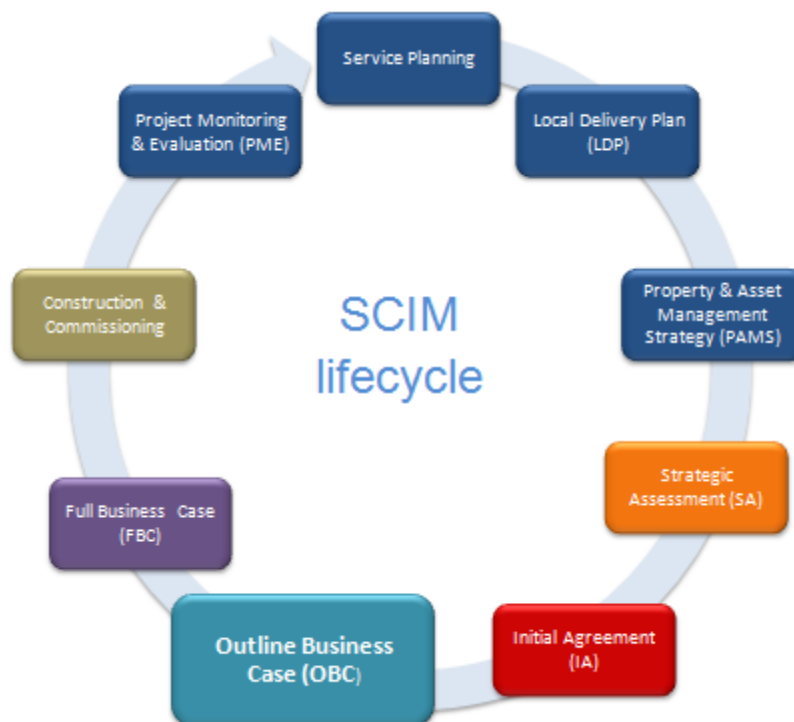 Service Planning
Local Delivery Plan
(LDP)
Property & Asset
Management
Strategy (PAMS)
Strategic
Assessment (SA)
Initial Agreement
(IA)
Outline Business
Case (OBC)
Full Business Case
(FBC)
Construction &
Commissioning
Project Monitoring
& Evaluation (PME)
SCIM
lifecycle